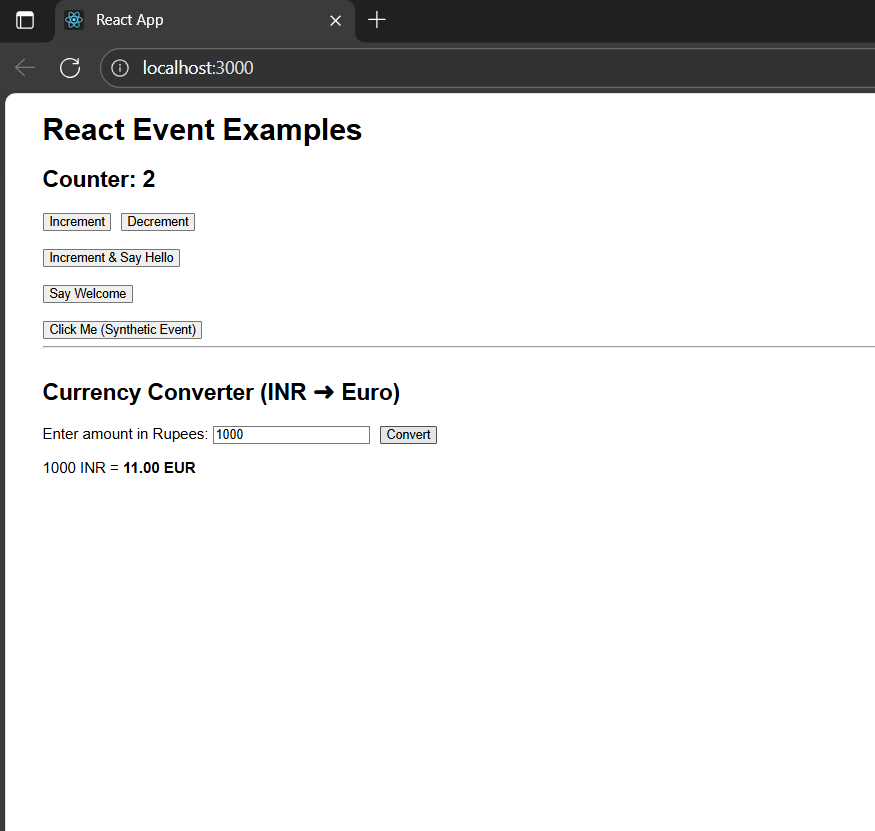 React App
localhost:3000
React Event Examples
Counter: 2
Increment Decrement
Increment & Say Hello
Say Welcome
Click Me (Synthetic Event)
Currency Converter (INR ➜ Euro)
Enter amount in Rupees: 1000 Convert
1000 INR = 11.00 EUR